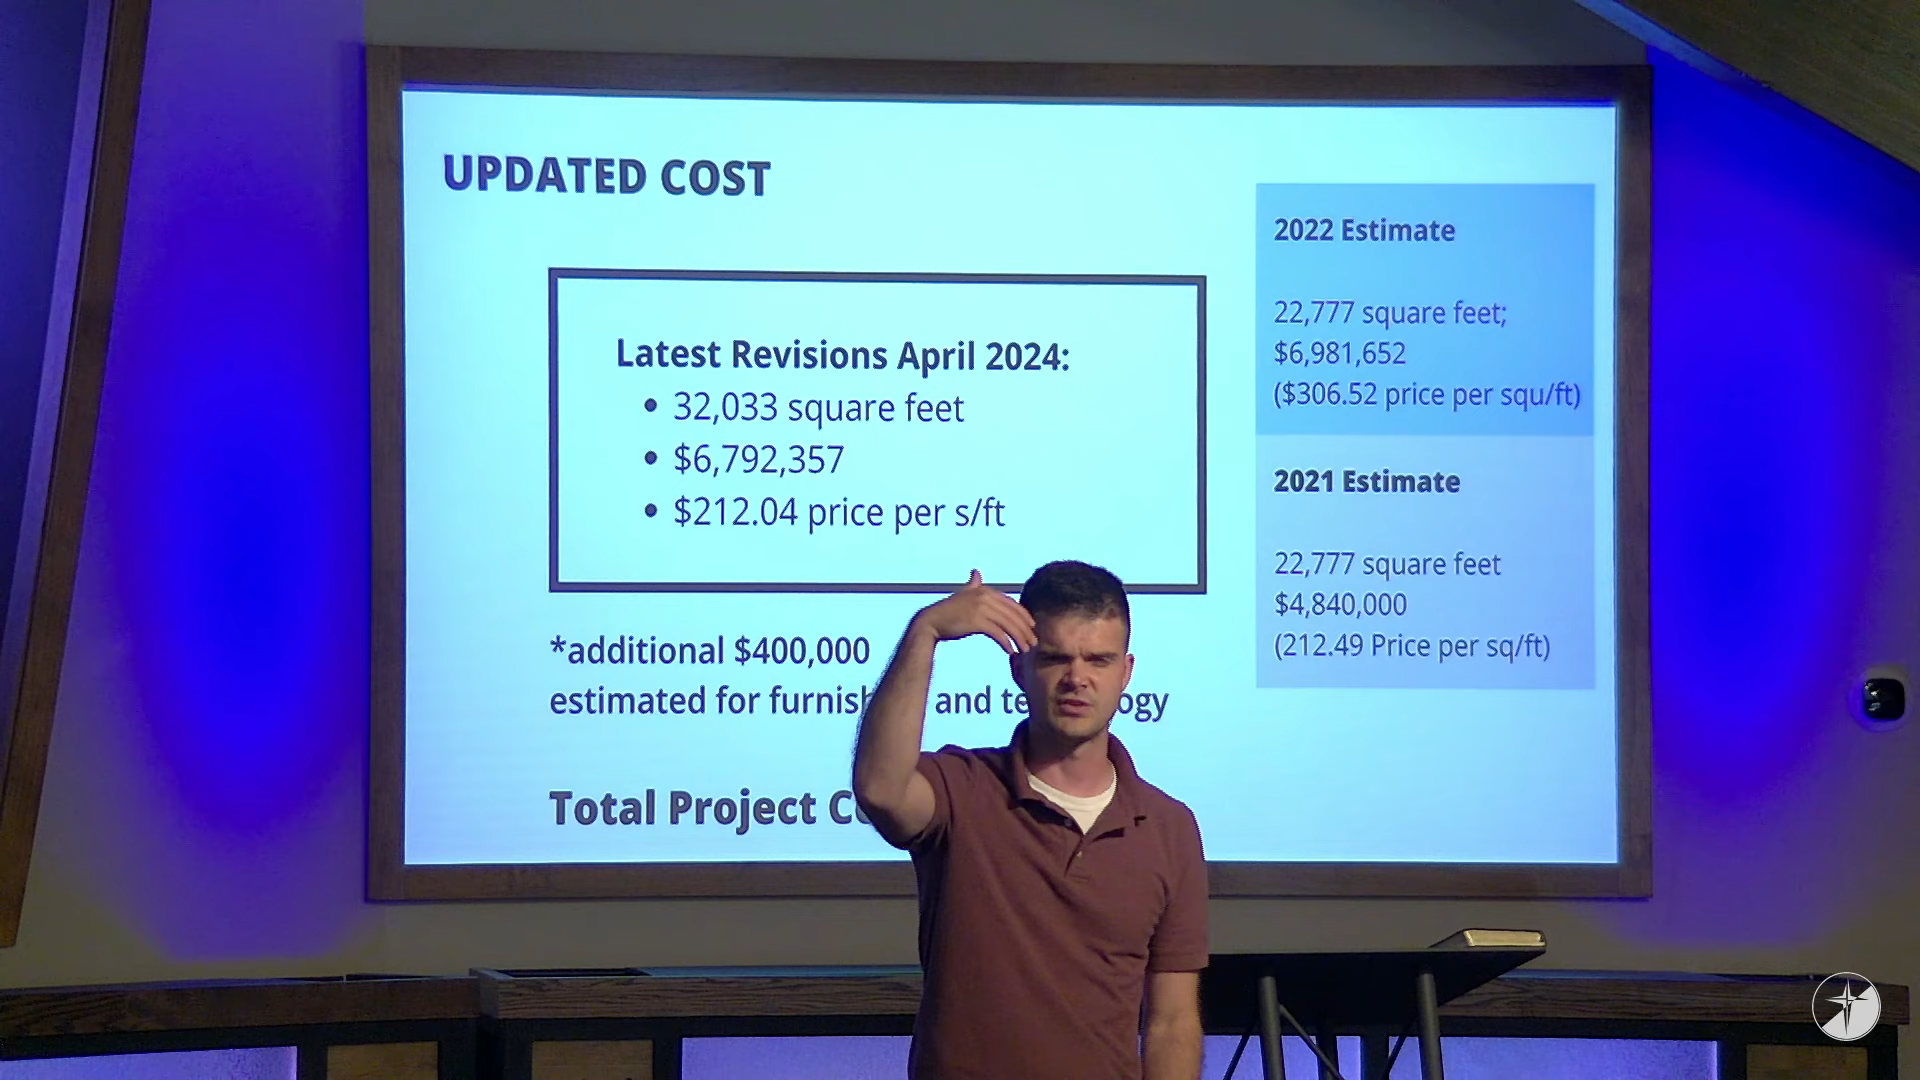 UPDATED COST
Latest Revisions April 2024:
• 32,033 square feet
• $6,792,357
• $212.04 price per s/ft
*additional $400,000
estimated for and
Total Project
2022 Estimate
22,777 square feet;
$6,981,652
($306.52 price per squ/ft)
2021 Estimate
22,777 square feet
$4,840,000
(212.49 Price per sq/ft)